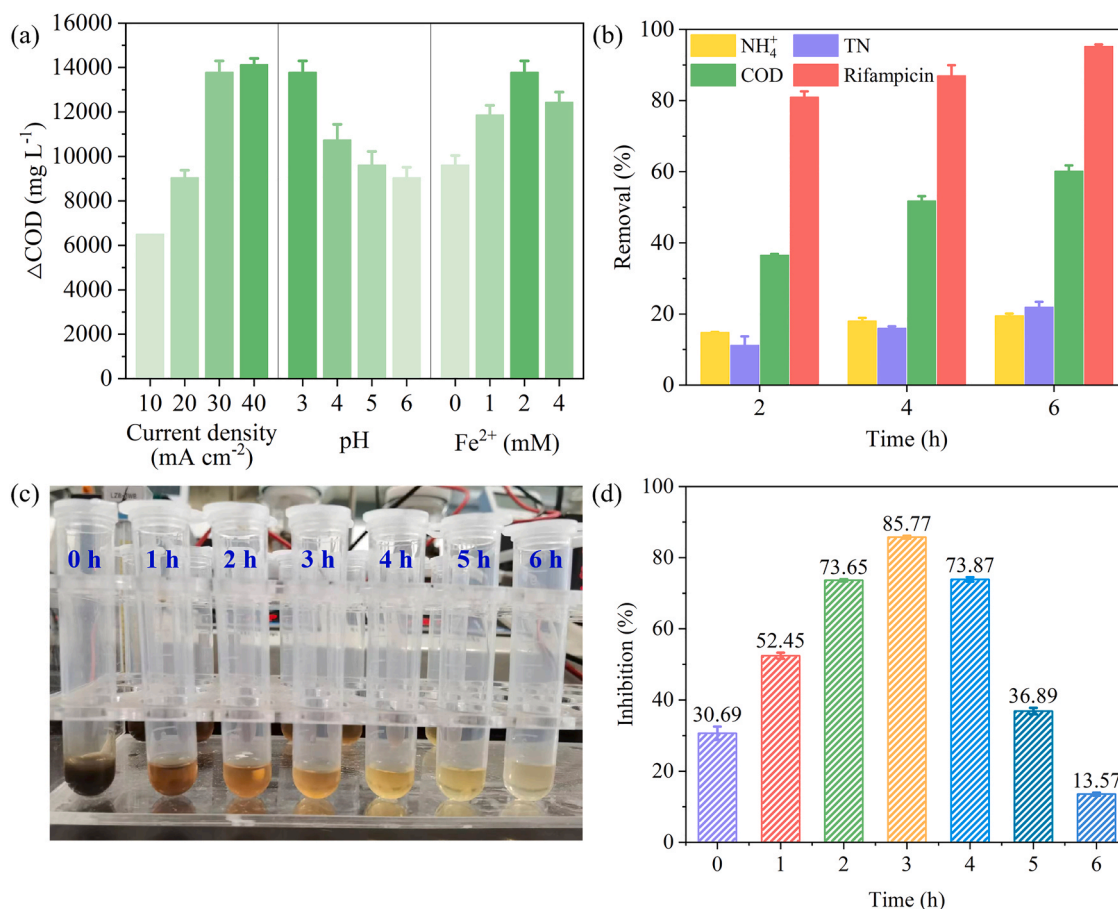 (a)
16000
14000
12000
10000
8000
6000
4000
2000
0
△COD (mg L⁻¹)
10 20 30 40 3 4 5 6 0 1 2 4
Current density pH Fe²⁺ (mM)
(mA cm⁻²)
(b)
100
80
60
40
20
0
Removal (%)
NH₄⁺ TN
COD Rifampicin
2 4 6
Time (h)
(c)
0 h 1 h 2 h 3 h 4 h 5 h 6 h
(d)
100
80
60
40
20
0
Inhibition (%)
30.69
52.45
73.65
85.77
73.87
36.89
13.57
0 1 2 3 4 5 6
Time (h)